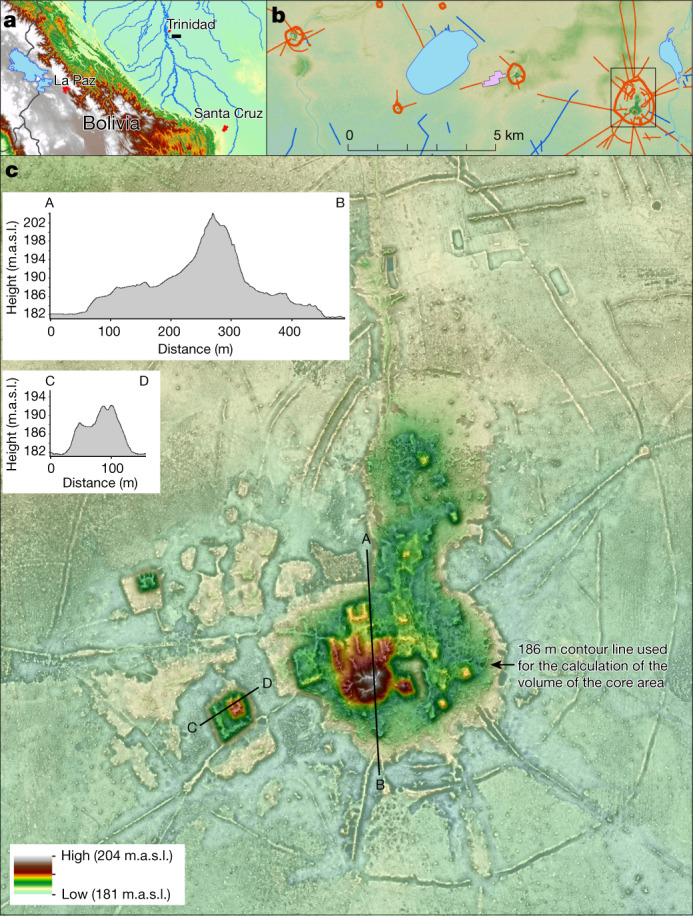 a
Trinidad
La Paz
Santa Cruz
Bolivia
b
0 5 km
c
A B
Height (m.a.s.l.)
202
198
194
190
186
182
0 100 200 300 400
Distance (m)
C D
Height (m.a.s.l.)
194
190
186
182
0 100
Distance (m)
A
186 m contour line used
for the calculation of the
volume of the core area
D
C
B
High (204 m.a.s.l.)
Low (181 m.a.s.l.)